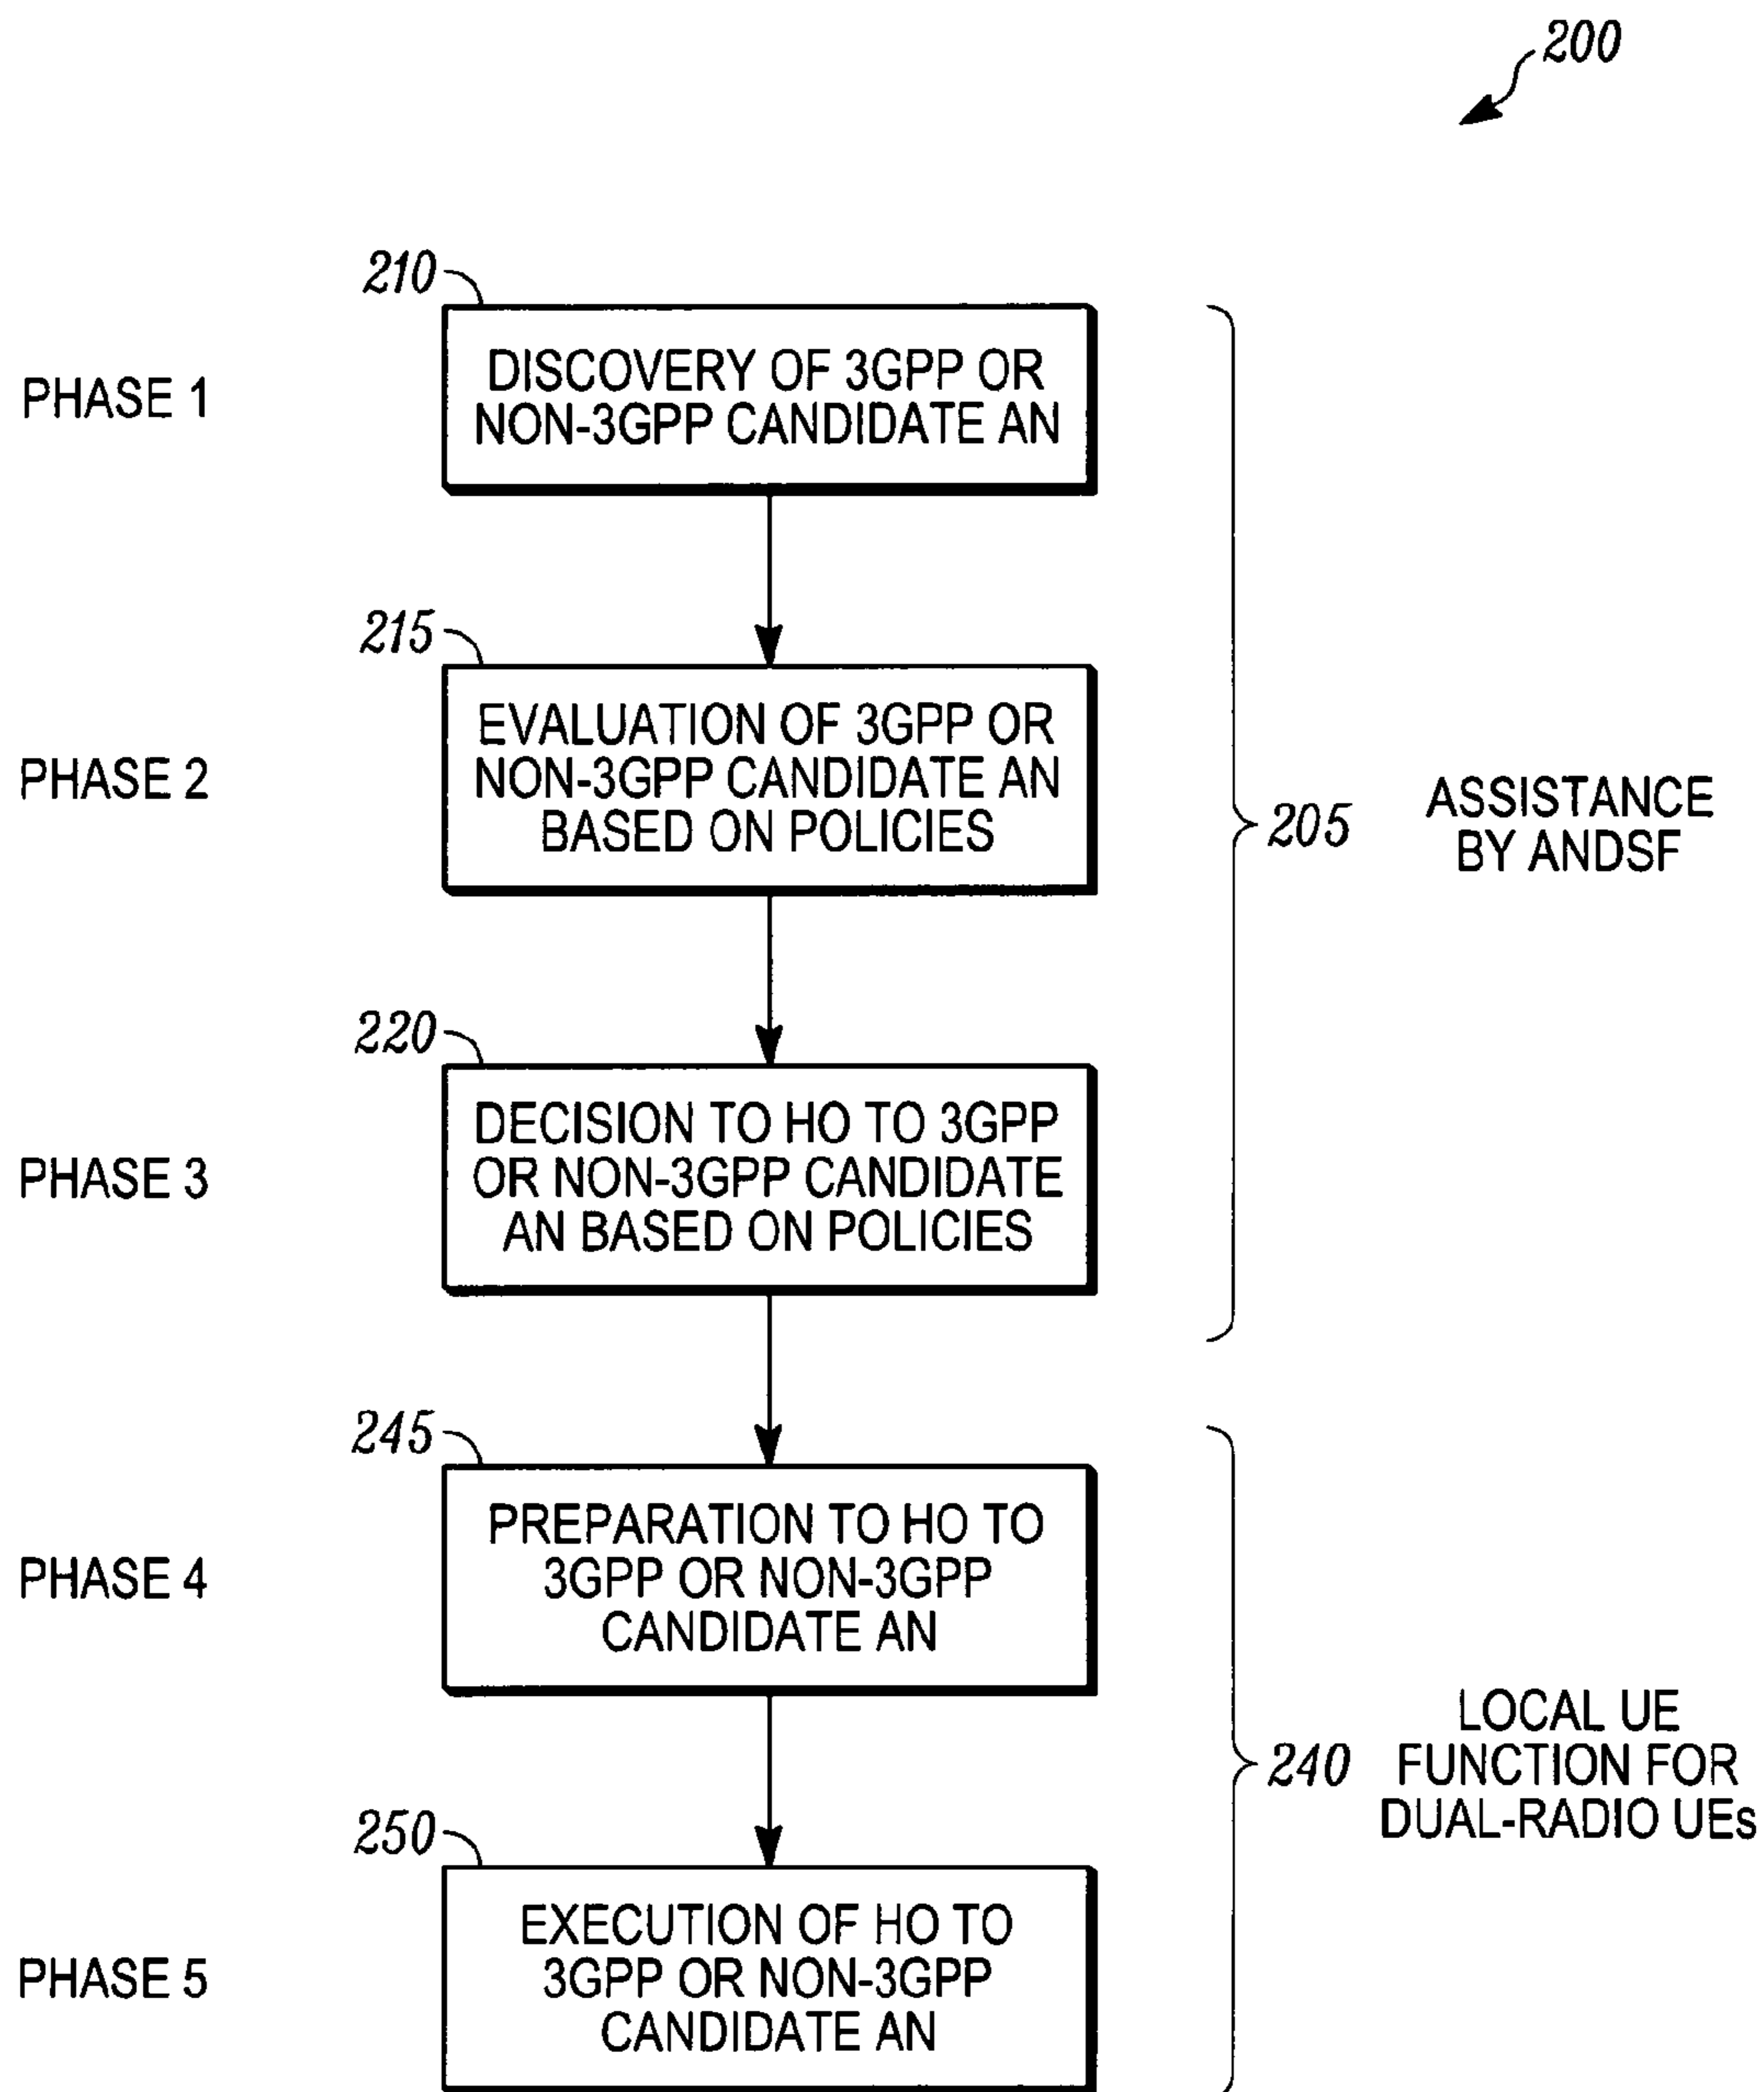 200
210
PHASE 1
DISCOVERY OF 3GPP OR
NON-3GPP CANDIDATE AN
215
PHASE 2
EVALUATION OF 3GPP OR
NON-3GPP CANDIDATE AN
BASED ON POLICIES
205
ASSISTANCE
BY ANDSF
220
PHASE 3
DECISION TO HO TO 3GPP
OR NON-3GPP CANDIDATE
AN BASED ON POLICIES
245
PHASE 4
PREPARATION TO HO TO
3GPP OR NON-3GPP
CANDIDATE AN
240
LOCAL UE
FUNCTION FOR
DUAL-RADIO UEs
250
PHASE 5
EXECUTION OF HO TO
3GPP OR NON-3GPP
CANDIDATE AN